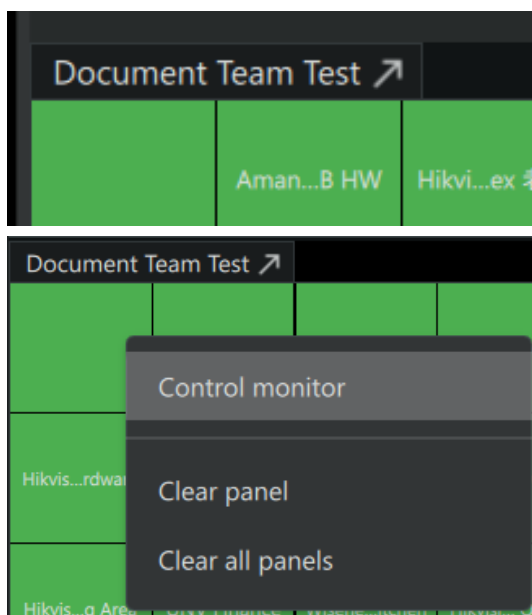 Document Team Test
Aman...B HW
Hikvi...ex
Document Team Test
Control monitor
Hikvis...rdwar
Clear panel
Clear all panels
Hikvis...g Area